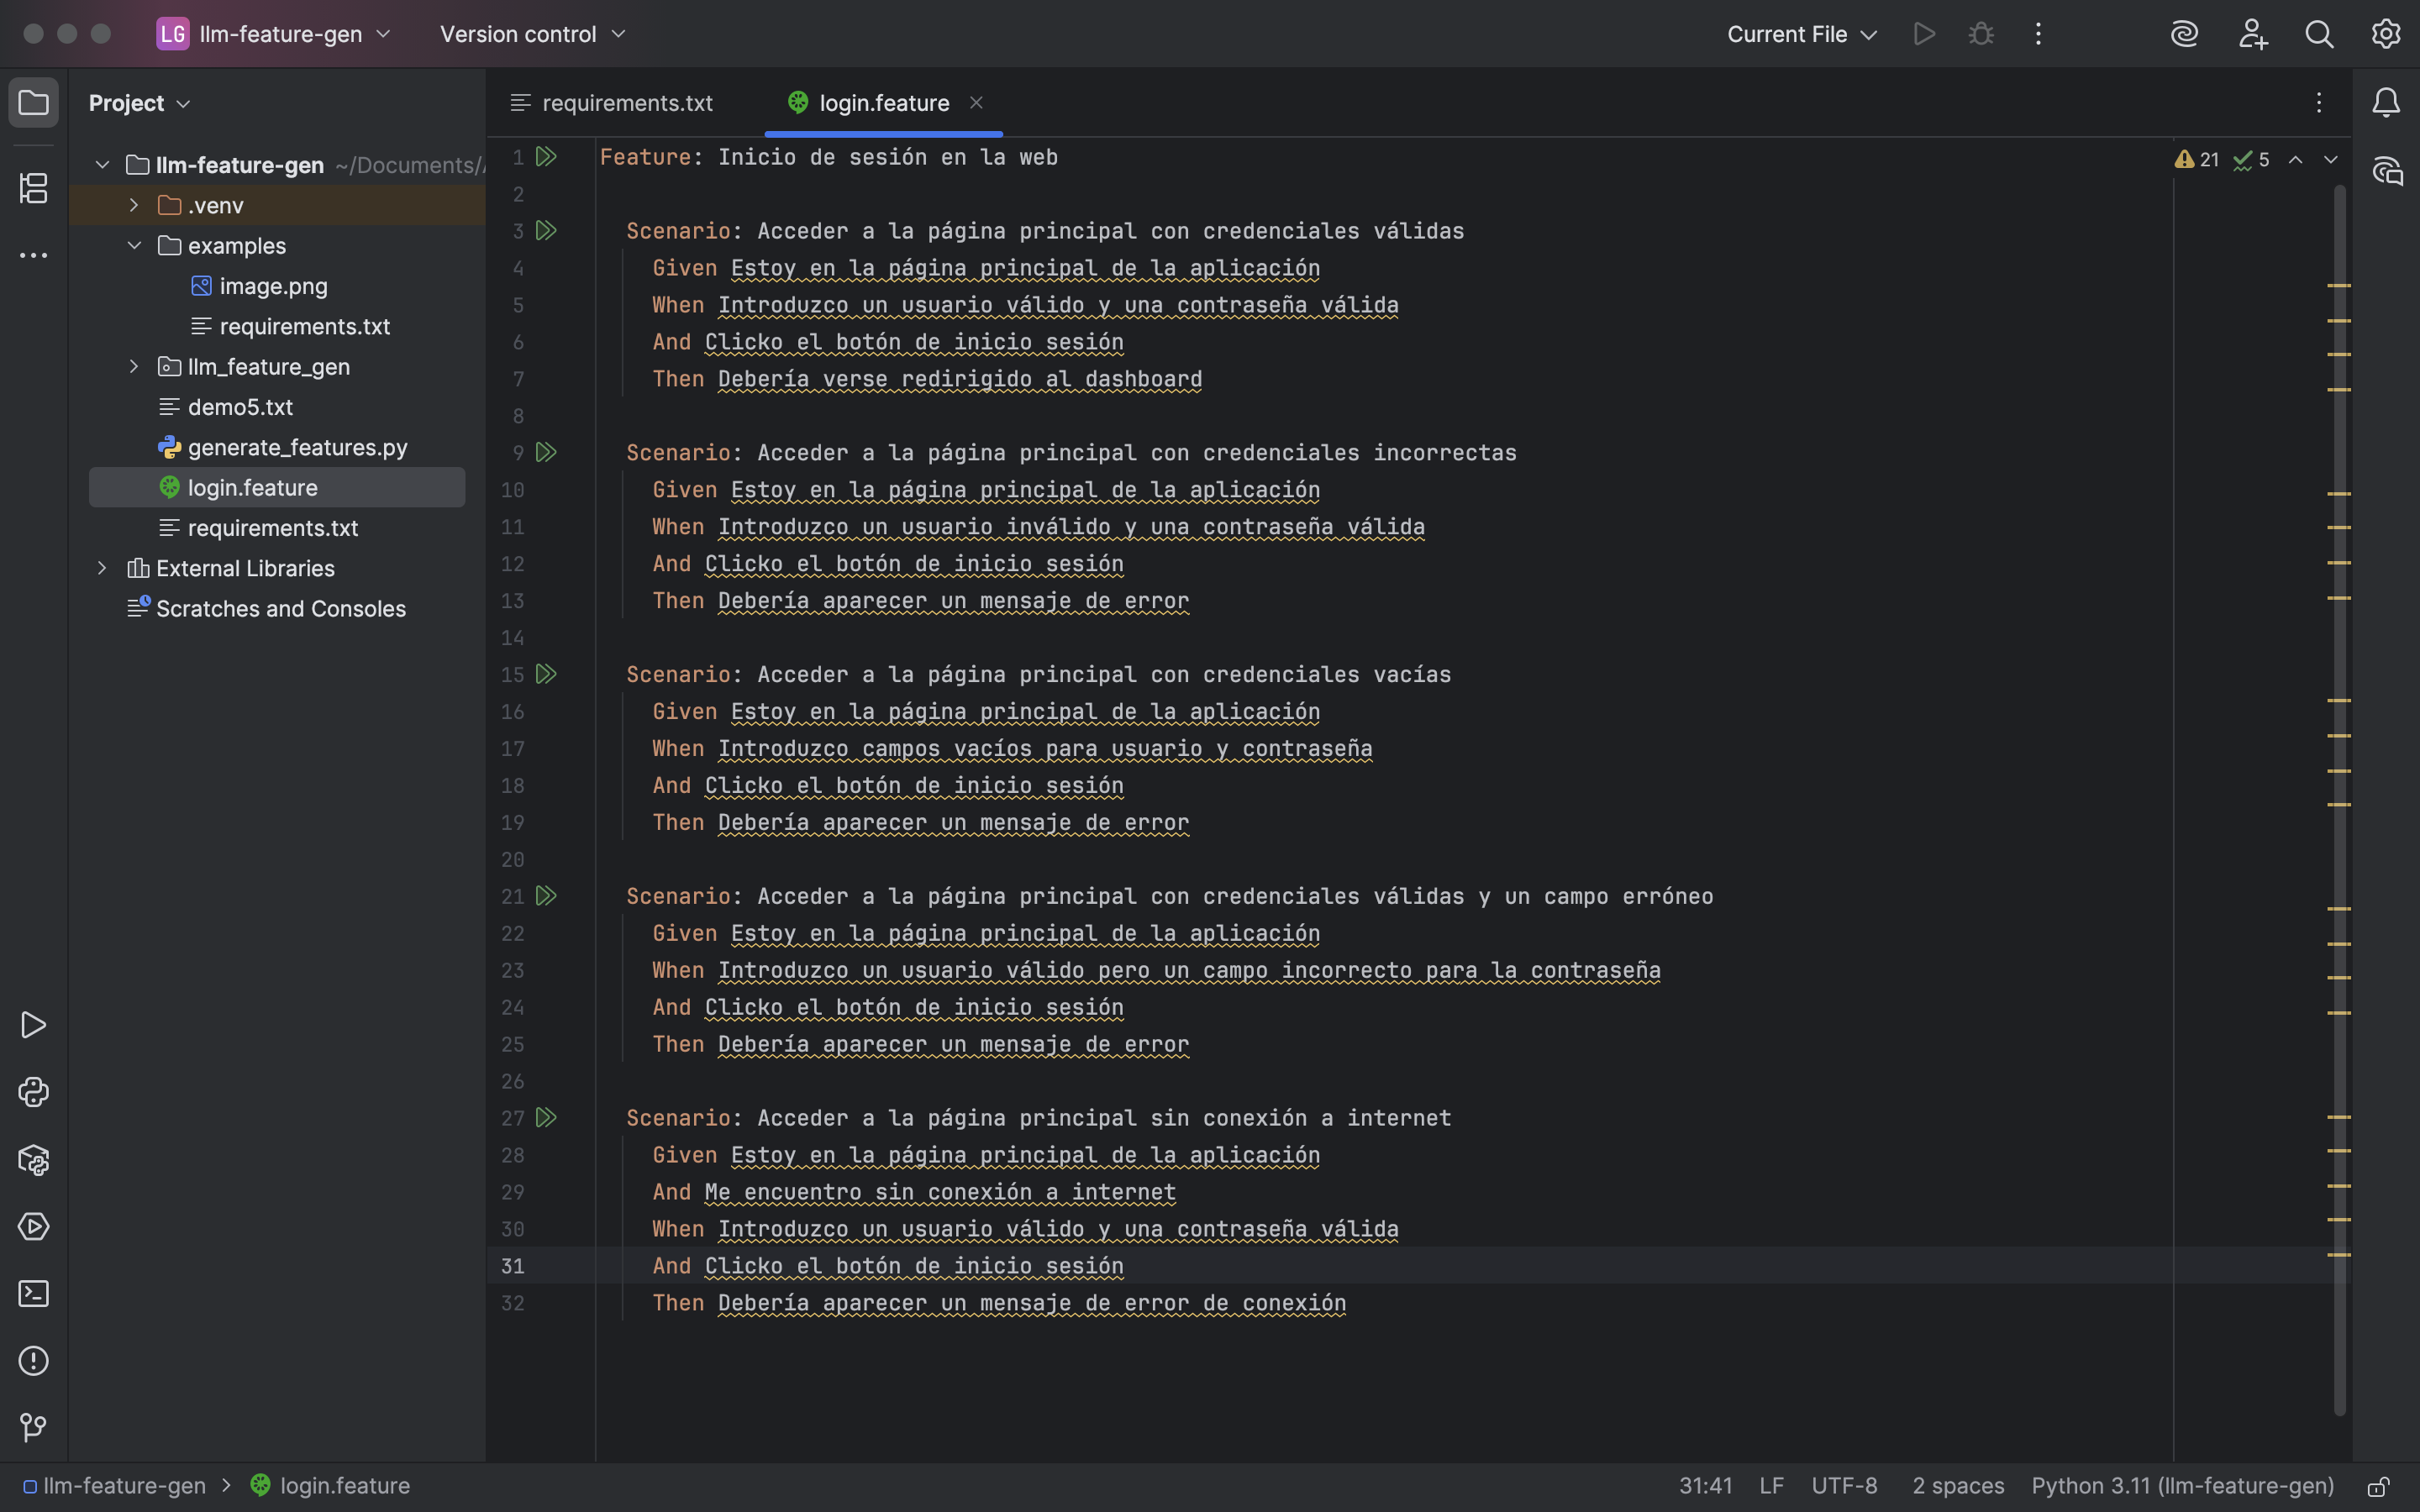 LG llm-feature-gen Version control Current File
Project requirements.txt login.feature
llm-feature-gen ~/Documents/
.venv
examples
image.png
requirements.txt
llm_feature_gen
demo5.txt
generate_features.py
login.feature
requirements.txt
External Libraries
Scratches and Consoles
21 5
1 Feature: Inicio de sesión en la web
2
3 Scenario: Acceder a la página principal con credenciales válidas
4 Given Estoy en la página principal de la aplicación
5 When Introduzco un usuario válido y una contraseña válida
6 And Clicko el botón de inicio sesión
7 Then Debería verse redirigido al dashboard
8
9 Scenario: Acceder a la página principal con credenciales incorrectas
10 Given Estoy en la página principal de la aplicación
11 When Introduzco un usuario inválido y una contraseña válida
12 And Clicko el botón de inicio sesión
13 Then Debería aparecer un mensaje de error
14
15 Scenario: Acceder a la página principal con credenciales vacías
16 Given Estoy en la página principal de la aplicación
17 When Introduzco campos vacíos para usuario y contraseña
18 And Clicko el botón de inicio sesión
19 Then Debería aparecer un mensaje de error
20
21 Scenario: Acceder a la página principal con credenciales válidas y un campo erróneo
22 Given Estoy en la página principal de la aplicación
23 When Introduzco un usuario válido pero un campo incorrecto para la contraseña
24 And Clicko el botón de inicio sesión
25 Then Debería aparecer un mensaje de error
26
27 Scenario: Acceder a la página principal sin conexión a internet
28 Given Estoy en la página principal de la aplicación
29 And Me encuentro sin conexión a internet
30 When Introduzco un usuario válido y una contraseña válida
31 And Clicko el botón de inicio sesión
32 Then Debería aparecer un mensaje de error de conexión
llm-feature-gen login.feature 31:41 LF UTF-8 2 spaces Python 3.11 (llm-feature-gen)